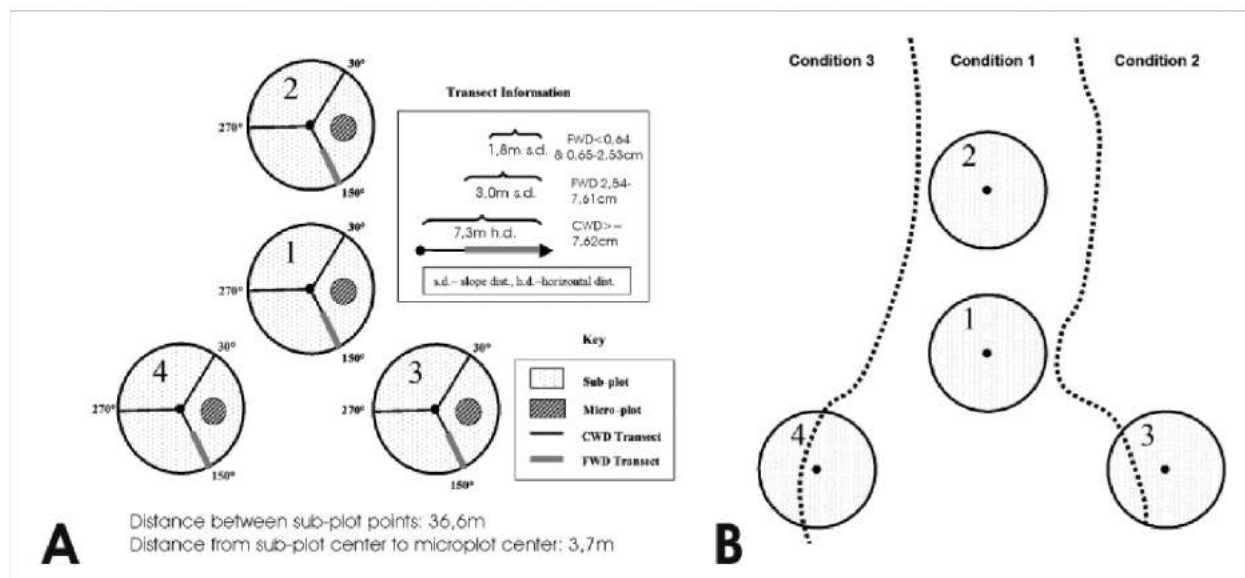 2
30°
270°
150°
1
30°
270°
150°
4
30°
270°
150°
3
30°
270°
150°
Transect Information
1,8m s.d.
FWD<0,64
& 0,65-2,53cm
3,0m s.d.
FWD 2,54-
7,61cm
7,3m h.d.
CWD>=
7,62cm
s.d.= slope dist., h.d.=horizontal dist.
Key
Sub-plot
Micro-plot
CWD Transect
FWD Transect
A
Distance between sub-plot points: 36,6m
Distance from sub-plot center to microplot center: 3,7m
Condition 3
Condition 1
Condition 2
2
1
4
3
B